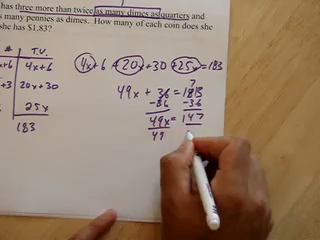 has three more than twice as many dimes as quarters and
s many pennies as dimes. How many of each coin does
she has $1.83?
# T.V.
x+6 4x+6
x+3 20x+30
x 25x
183
4x+6+20x+30+25x=183
49x + 36 = 183
-36 -36
49x = 147
49